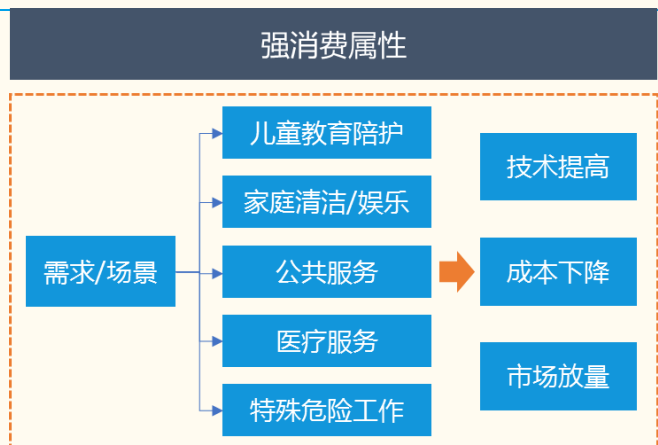 强消费属性
需求/场景
儿童教育陪护
家庭清洁/娱乐
公共服务
医疗服务
特殊危险工作
技术提高
成本下降
市场放量